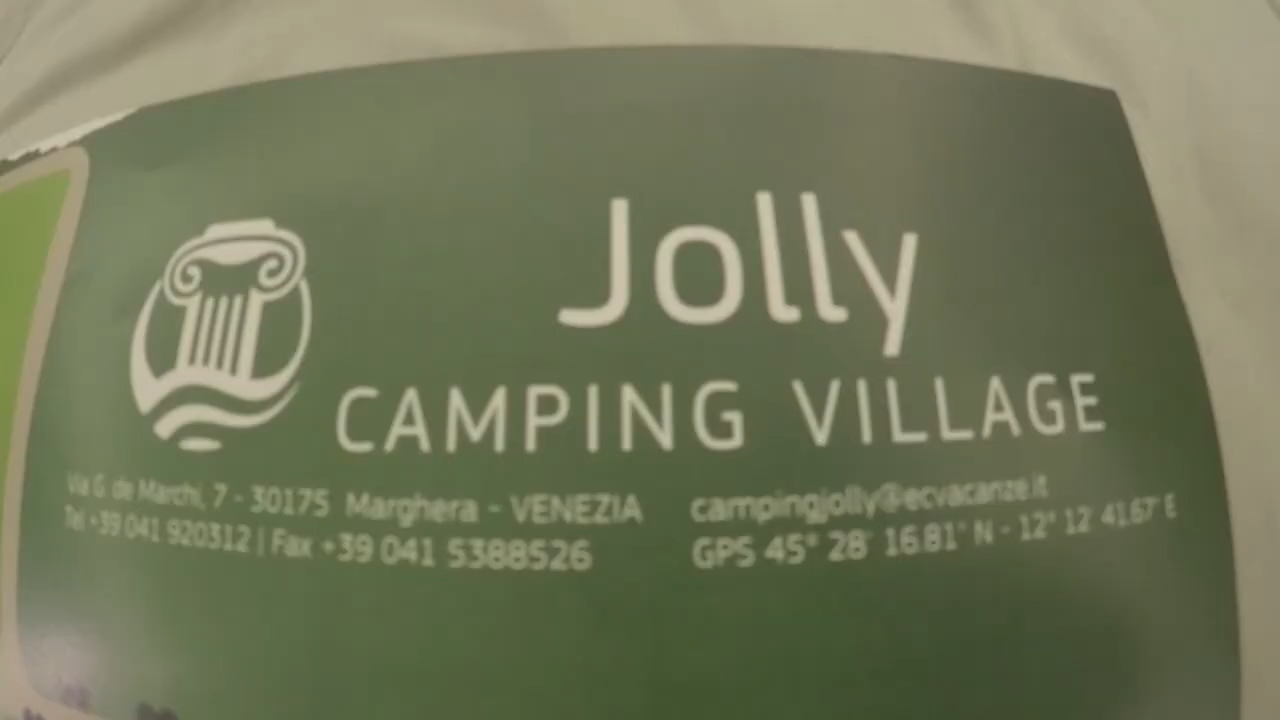 Jolly
CAMPING VILLAGE
Via G. de Marchi, 7 - 30175 Marghera - VENEZIA
Tel +39 041 920312 | Fax +39 041 5388526
campingjolly@ecvacanze.it
GPS 45° 28' 16.81" N - 12° 12' 41.67" E